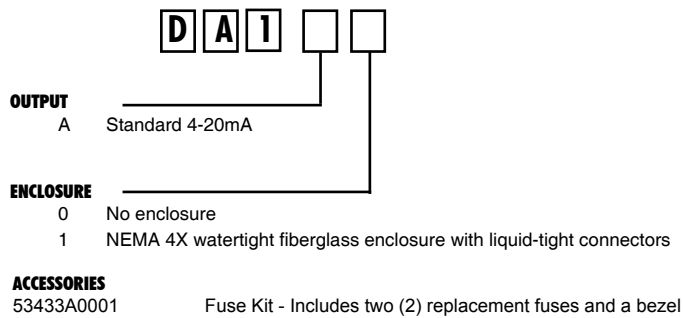 DA1
OUTPUT
A Standard 4-20mA
ENCLOSURE
0 No enclosure
1 NEMA 4X watertight fiberglass enclosure with liquid-tight connectors
ACCESSORIES
53433A0001 Fuse Kit - Includes two (2) replacement fuses and a bezel